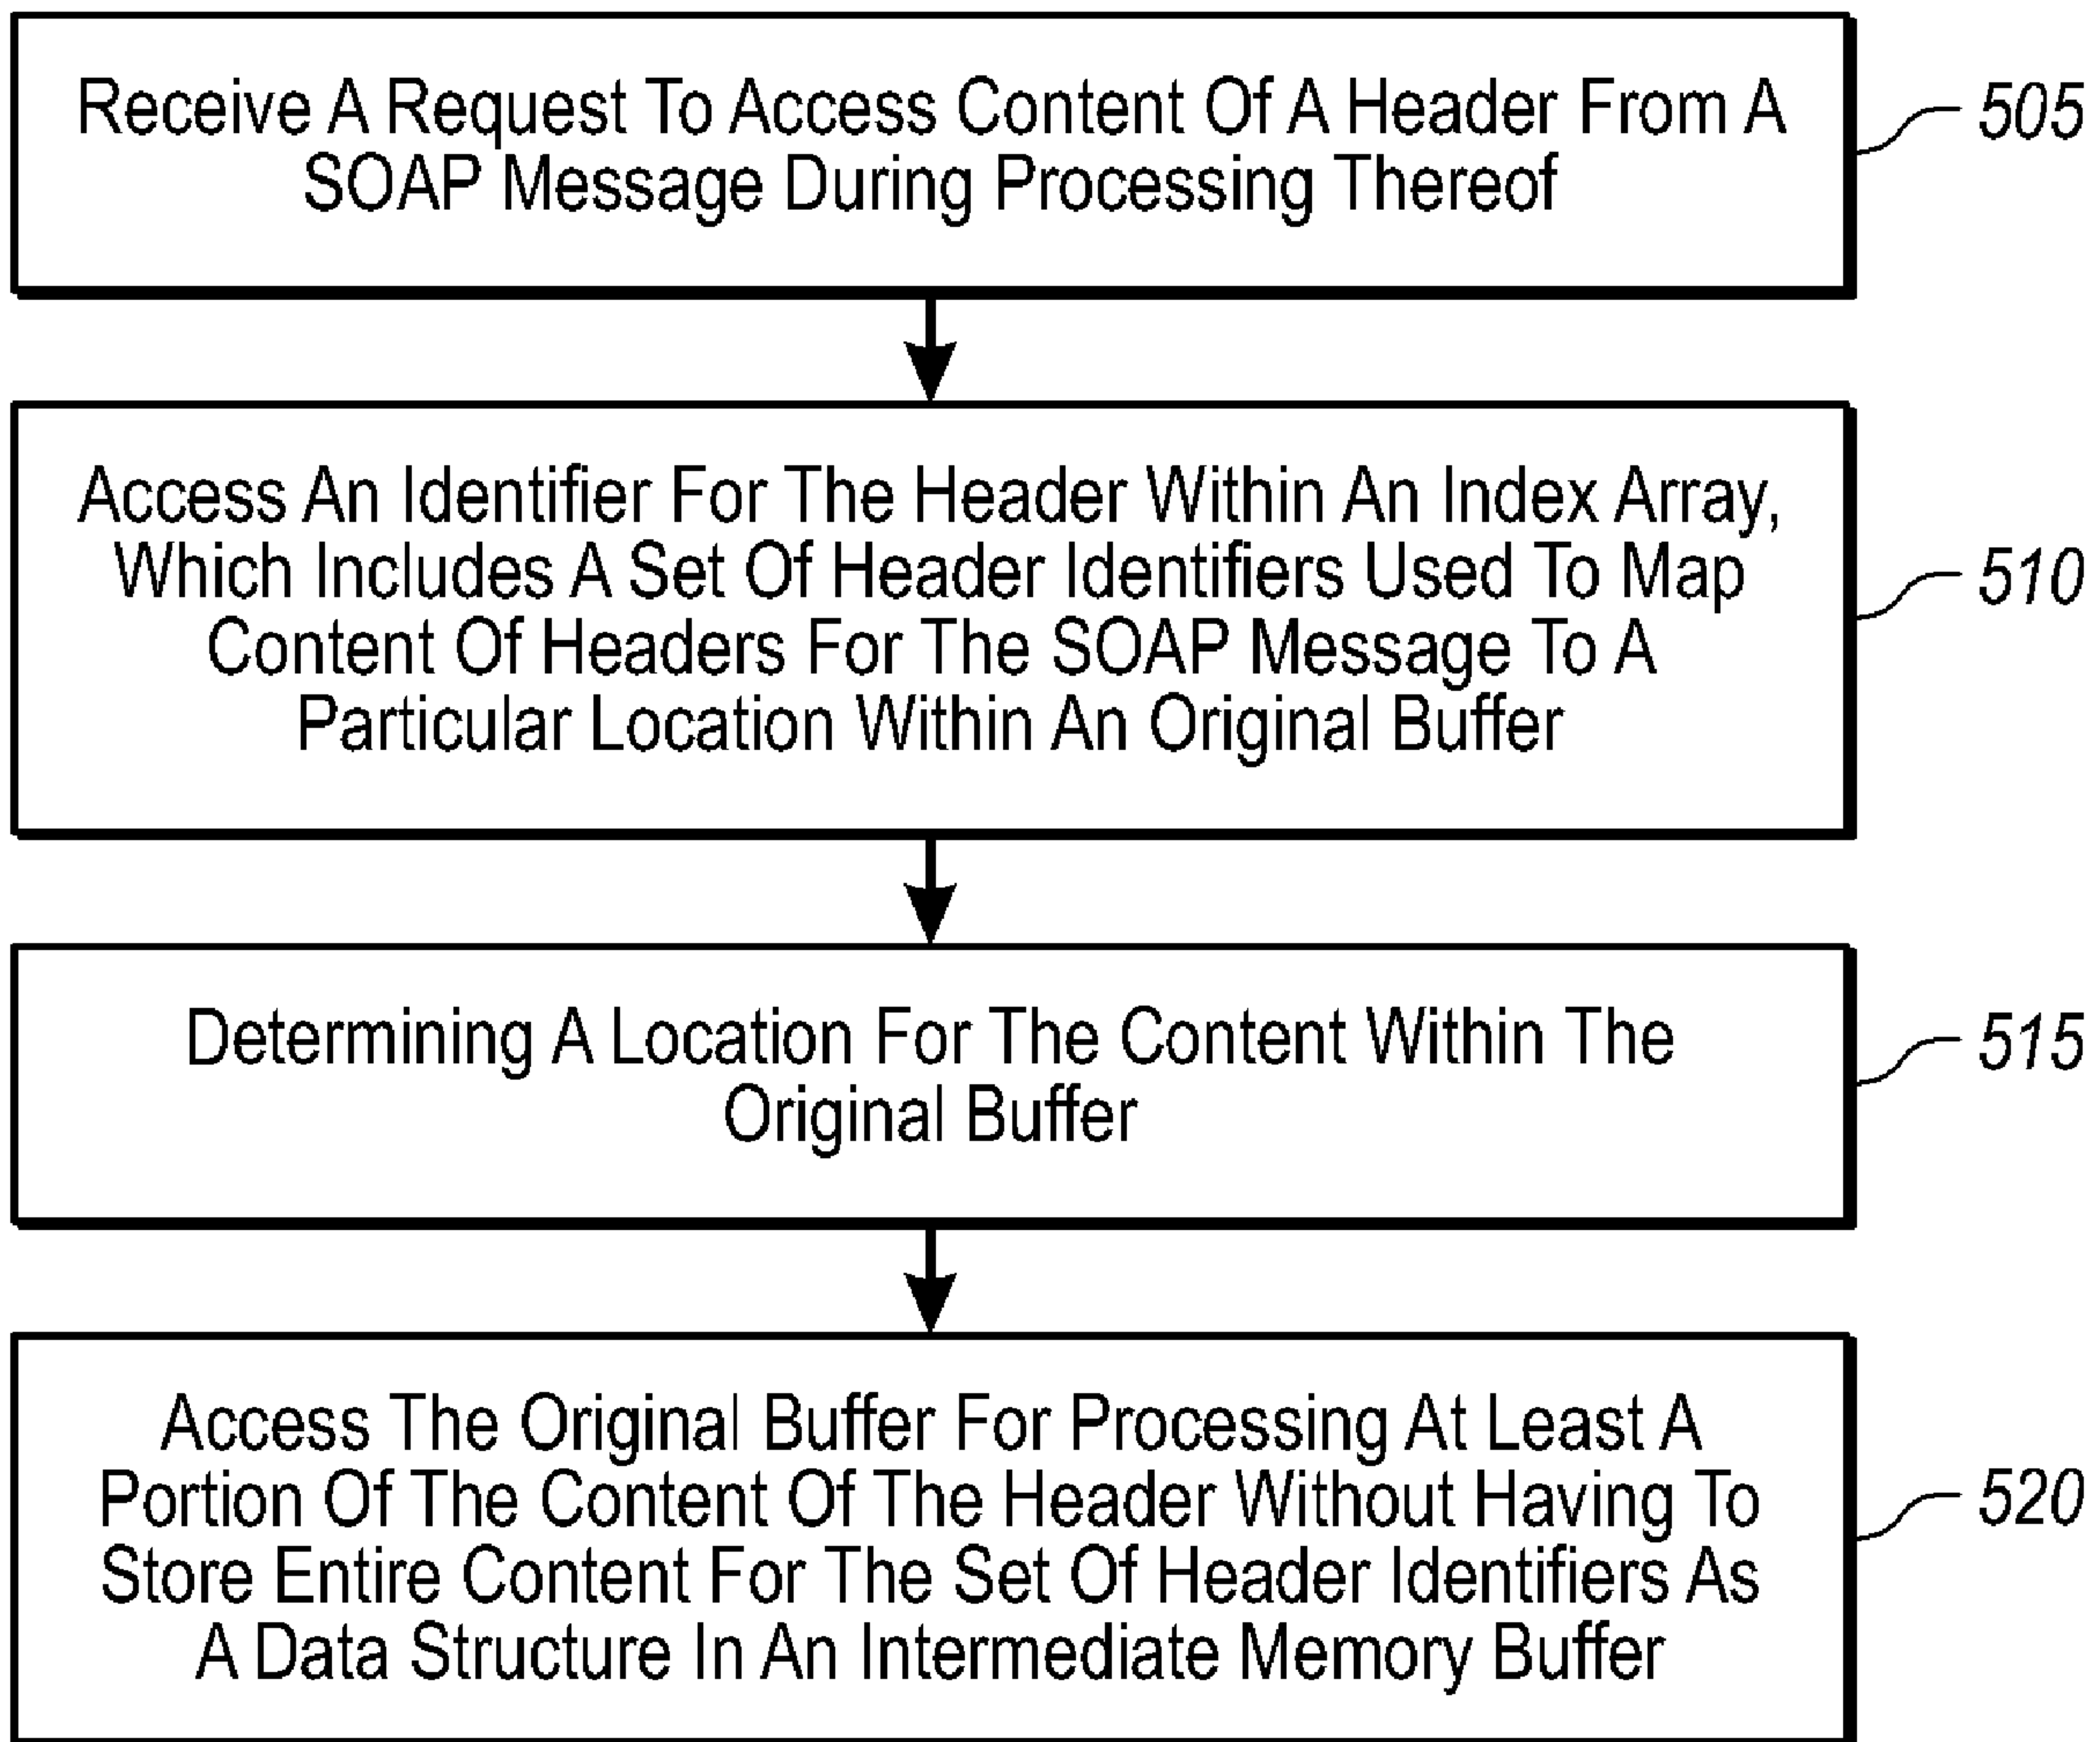 Receive A Request To Access Content Of A Header From A
SOAP Message During Processing Thereof
505
Access An Identifier For The Header Within An Index Array,
Which Includes A Set Of Header Identifiers Used To Map
Content Of Headers For The SOAP Message To A
Particular Location Within An Original Buffer
510
Determining A Location For The Content Within The
Original Buffer
515
Access The Original Buffer For Processing At Least A
Portion Of The Content Of The Header Without Having To
Store Entire Content For The Set Of Header Identifiers As
A Data Structure In An Intermediate Memory Buffer
520